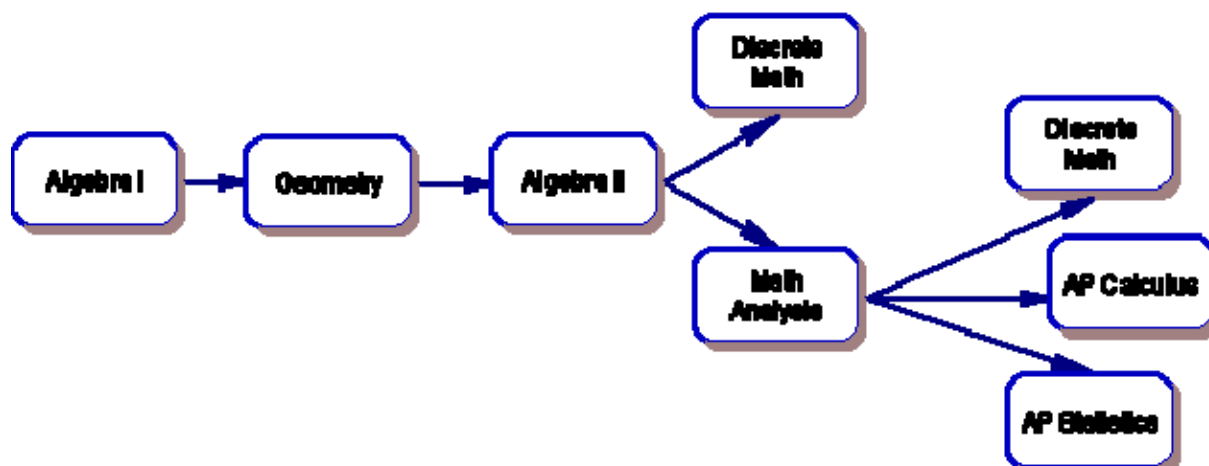 Discrete
Math
Algebra I
Geometry
Algebra II
Discrete
Math
Math
Analysis
AP Calculus
AP Statistics